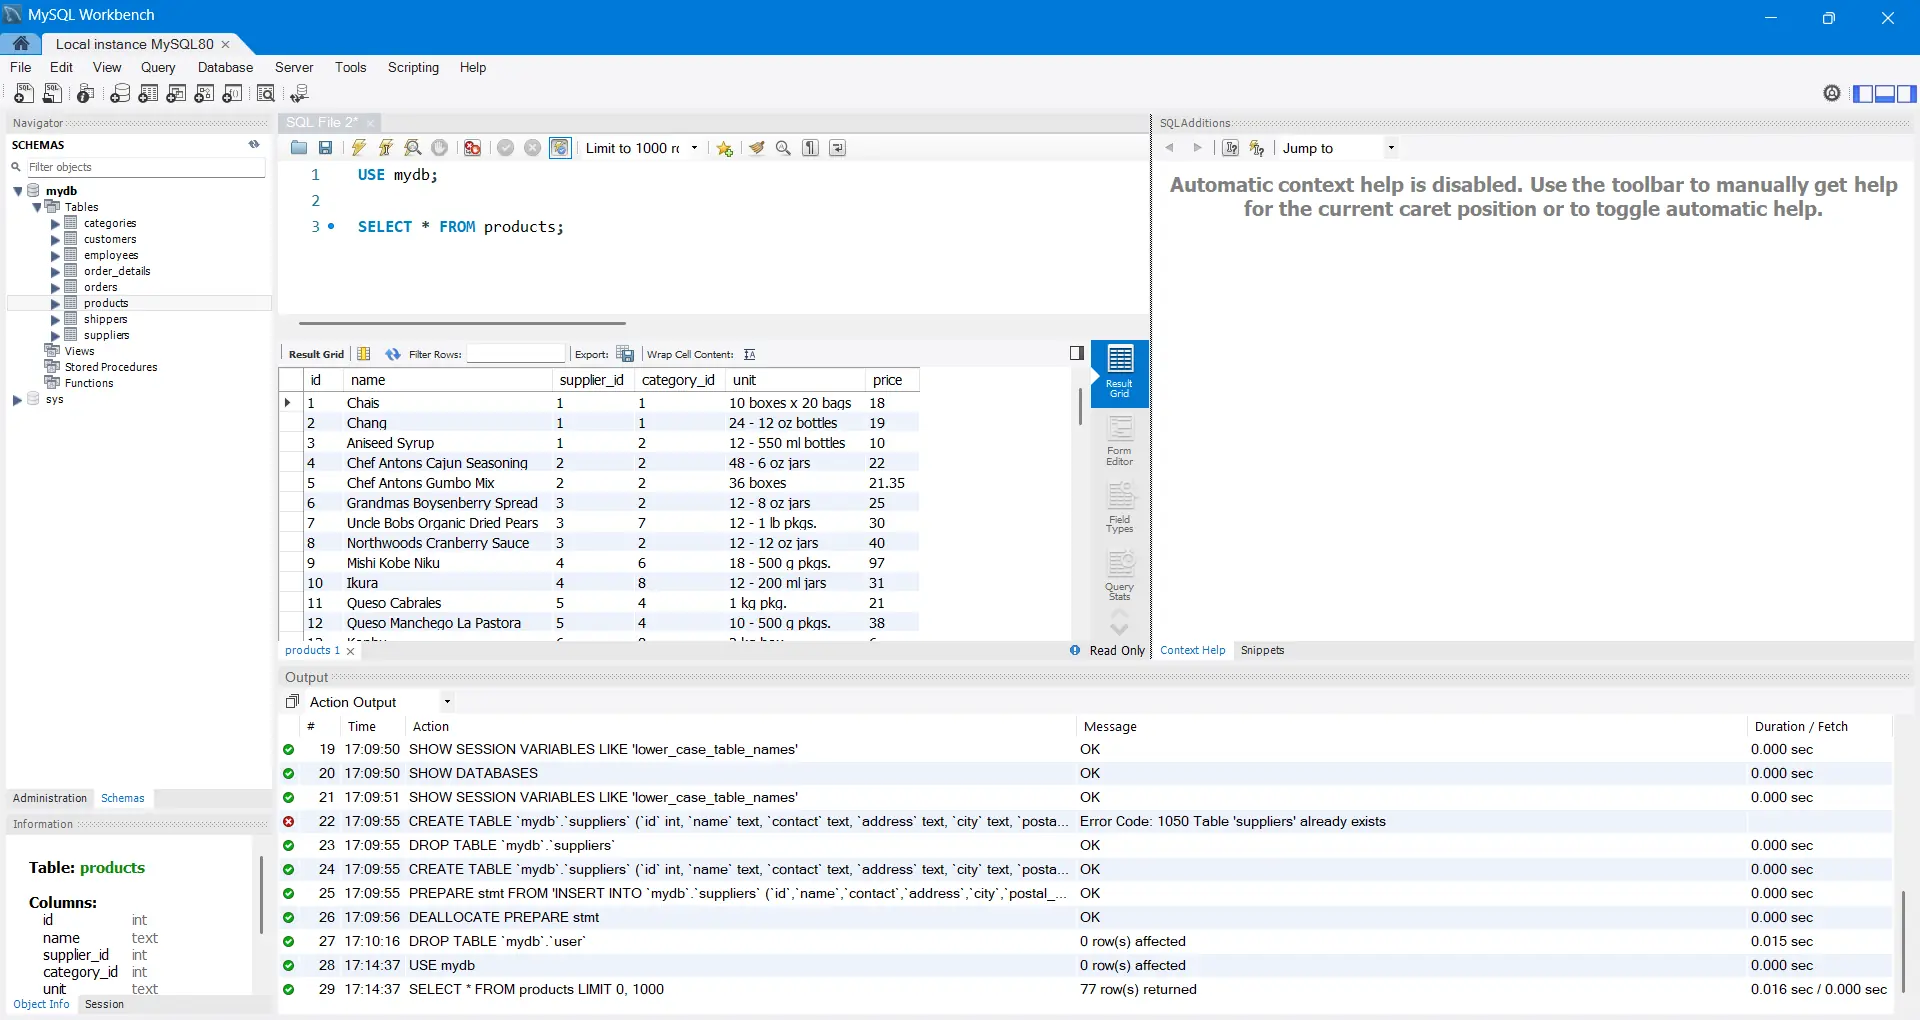 MySQL Workbench
Local instance MySQL80
File Edit View Query Database Server Tools Scripting Help
Navigator
SCHEMAS
Filter objects
mydb
Tables
categories
customers
employees
order_details
orders
products
shippers
suppliers
Views
Stored Procedures
Functions
sys
Administration Schemas
Information
Table: products
Columns:
id int
name text
supplier_id int
category_id int
unit text
Object Info Session
SQL File 2*
Limit to 1000 r
1 USE mydb;
2
3 SELECT * FROM products;
Result Grid Filter Rows: Export: Wrap Cell Content:
id name supplier_id category_id unit price
1 Chais 1 1 10 boxes x 20 bags 18
2 Chang 1 1 24 - 12 oz bottles 19
3 Aniseed Syrup 1 2 12 - 550 ml bottles 10
4 Chef Antons Cajun Seasoning 2 2 48 - 6 oz jars 22
5 Chef Antons Gumbo Mix 2 2 36 boxes 21.35
6 Grandmas Boysenberry Spread 3 2 12 - 8 oz jars 25
7 Uncle Bobs Organic Dried Pears 3 7 12 - 1 lb pkgs. 30
8 Northwoods Cranberry Sauce 3 2 12 - 12 oz jars 40
9 Mishi Kobe Niku 4 6 18 - 500 g pkgs. 97
10 Ikura 4 8 12 - 200 ml jars 31
11 Queso Cabrales 5 4 1 kg pkg. 21
12 Queso Manchego La Pastora 5 4 10 - 500 g pkgs. 38
Result
Grid
Form
Editor
Field
Types
Query
Stats
products 1
Read Only
SQLAdditions
Jump to
Automatic context help is disabled. Use the toolbar to manually get help
for the current caret position or to toggle automatic help.
Context Help Snippets
Output
Action Output
# Time Action Message Duration / Fetch
19 17:09:50 SHOW SESSION VARIABLES LIKE 'lower_case_table_names' OK 0.000 sec
20 17:09:50 SHOW DATABASES OK 0.000 sec
21 17:09:51 SHOW SESSION VARIABLES LIKE 'lower_case_table_names' OK 0.000 sec
22 17:09:55 CREATE TABLE `mydb`.`suppliers` (`id` int, `name` text, `contact` text, `address` text, `city` text, `posta... Error Code: 1050 Table 'suppliers' already exists
23 17:09:55 DROP TABLE `mydb`.`suppliers` OK 0.000 sec
24 17:09:55 CREATE TABLE `mydb`.`suppliers` (`id` int, `name` text, `contact` text, `address` text, `city` text, `posta... OK 0.000 sec
25 17:09:55 PREPARE stmt FROM 'INSERT INTO `mydb`.`suppliers` (`id`,`name`,`contact`,`address`,`city`,`postal_... OK 0.000 sec
26 17:09:56 DEALLOCATE PREPARE stmt OK 0.000 sec
27 17:10:16 DROP TABLE `mydb`.`user` 0 row(s) affected 0.015 sec
28 17:14:37 USE mydb 0 row(s) affected 0.000 sec
29 17:14:37 SELECT * FROM products LIMIT 0, 1000 77 row(s) returned 0.016 sec / 0.000 sec